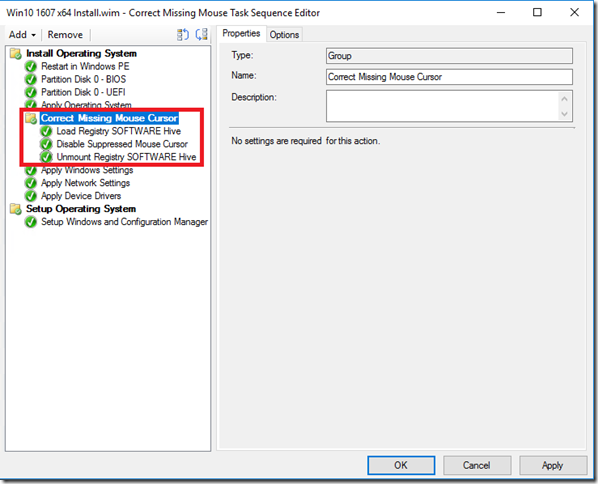 Win10 1607 x64 Install.wim - Correct Missing Mouse Task Sequence Editor
Add Remove
Properties Options
Install Operating System
Restart in Windows PE
Partition Disk 0 - BIOS
Partition Disk 0 - UEFI
Apply Operating System
Correct Missing Mouse Cursor
Load Registry SOFTWARE Hive
Disable Suppressed Mouse Cursor
Unmount Registry SOFTWARE Hive
Apply Windows Settings
Apply Network Settings
Apply Device Drivers
Setup Operating System
Setup Windows and Configuration Manager
Type: Group
Name: Correct Missing Mouse Cursor
Description:
No settings are required for this action.
OK Cancel Apply